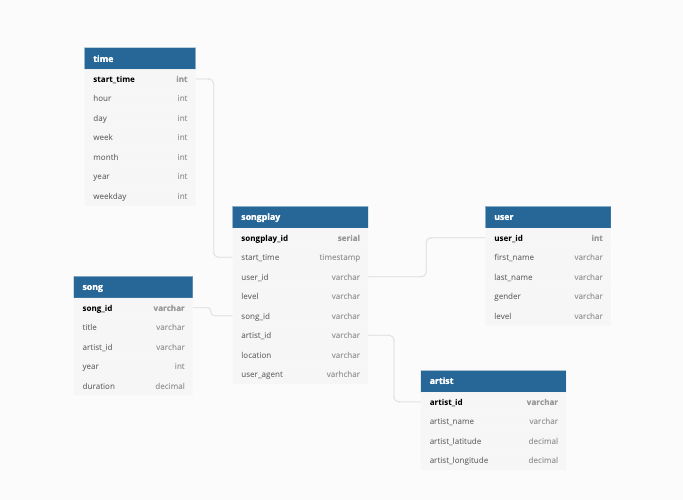 time
start_time int
hour int
day int
week int
month int
year int
weekday int
songplay
songplay_id serial
start_time timestamp
user_id varchar
level varchar
song_id varchar
artist_id varchar
location varchar
user_agent varhchar
user
user_id int
first_name varchar
last_name varchar
gender varchar
level varchar
song
song_id varchar
title varchar
artist_id varchar
year int
duration decimal
artist
artist_id varchar
artist_name varchar
artist_latitude decimal
artist_longitude decimal